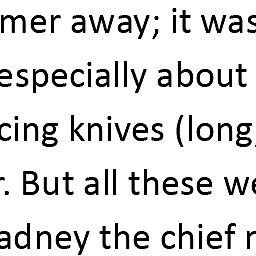 mer away; it was
especially about
cing knives (long,
r. But all these we
adney the chief r